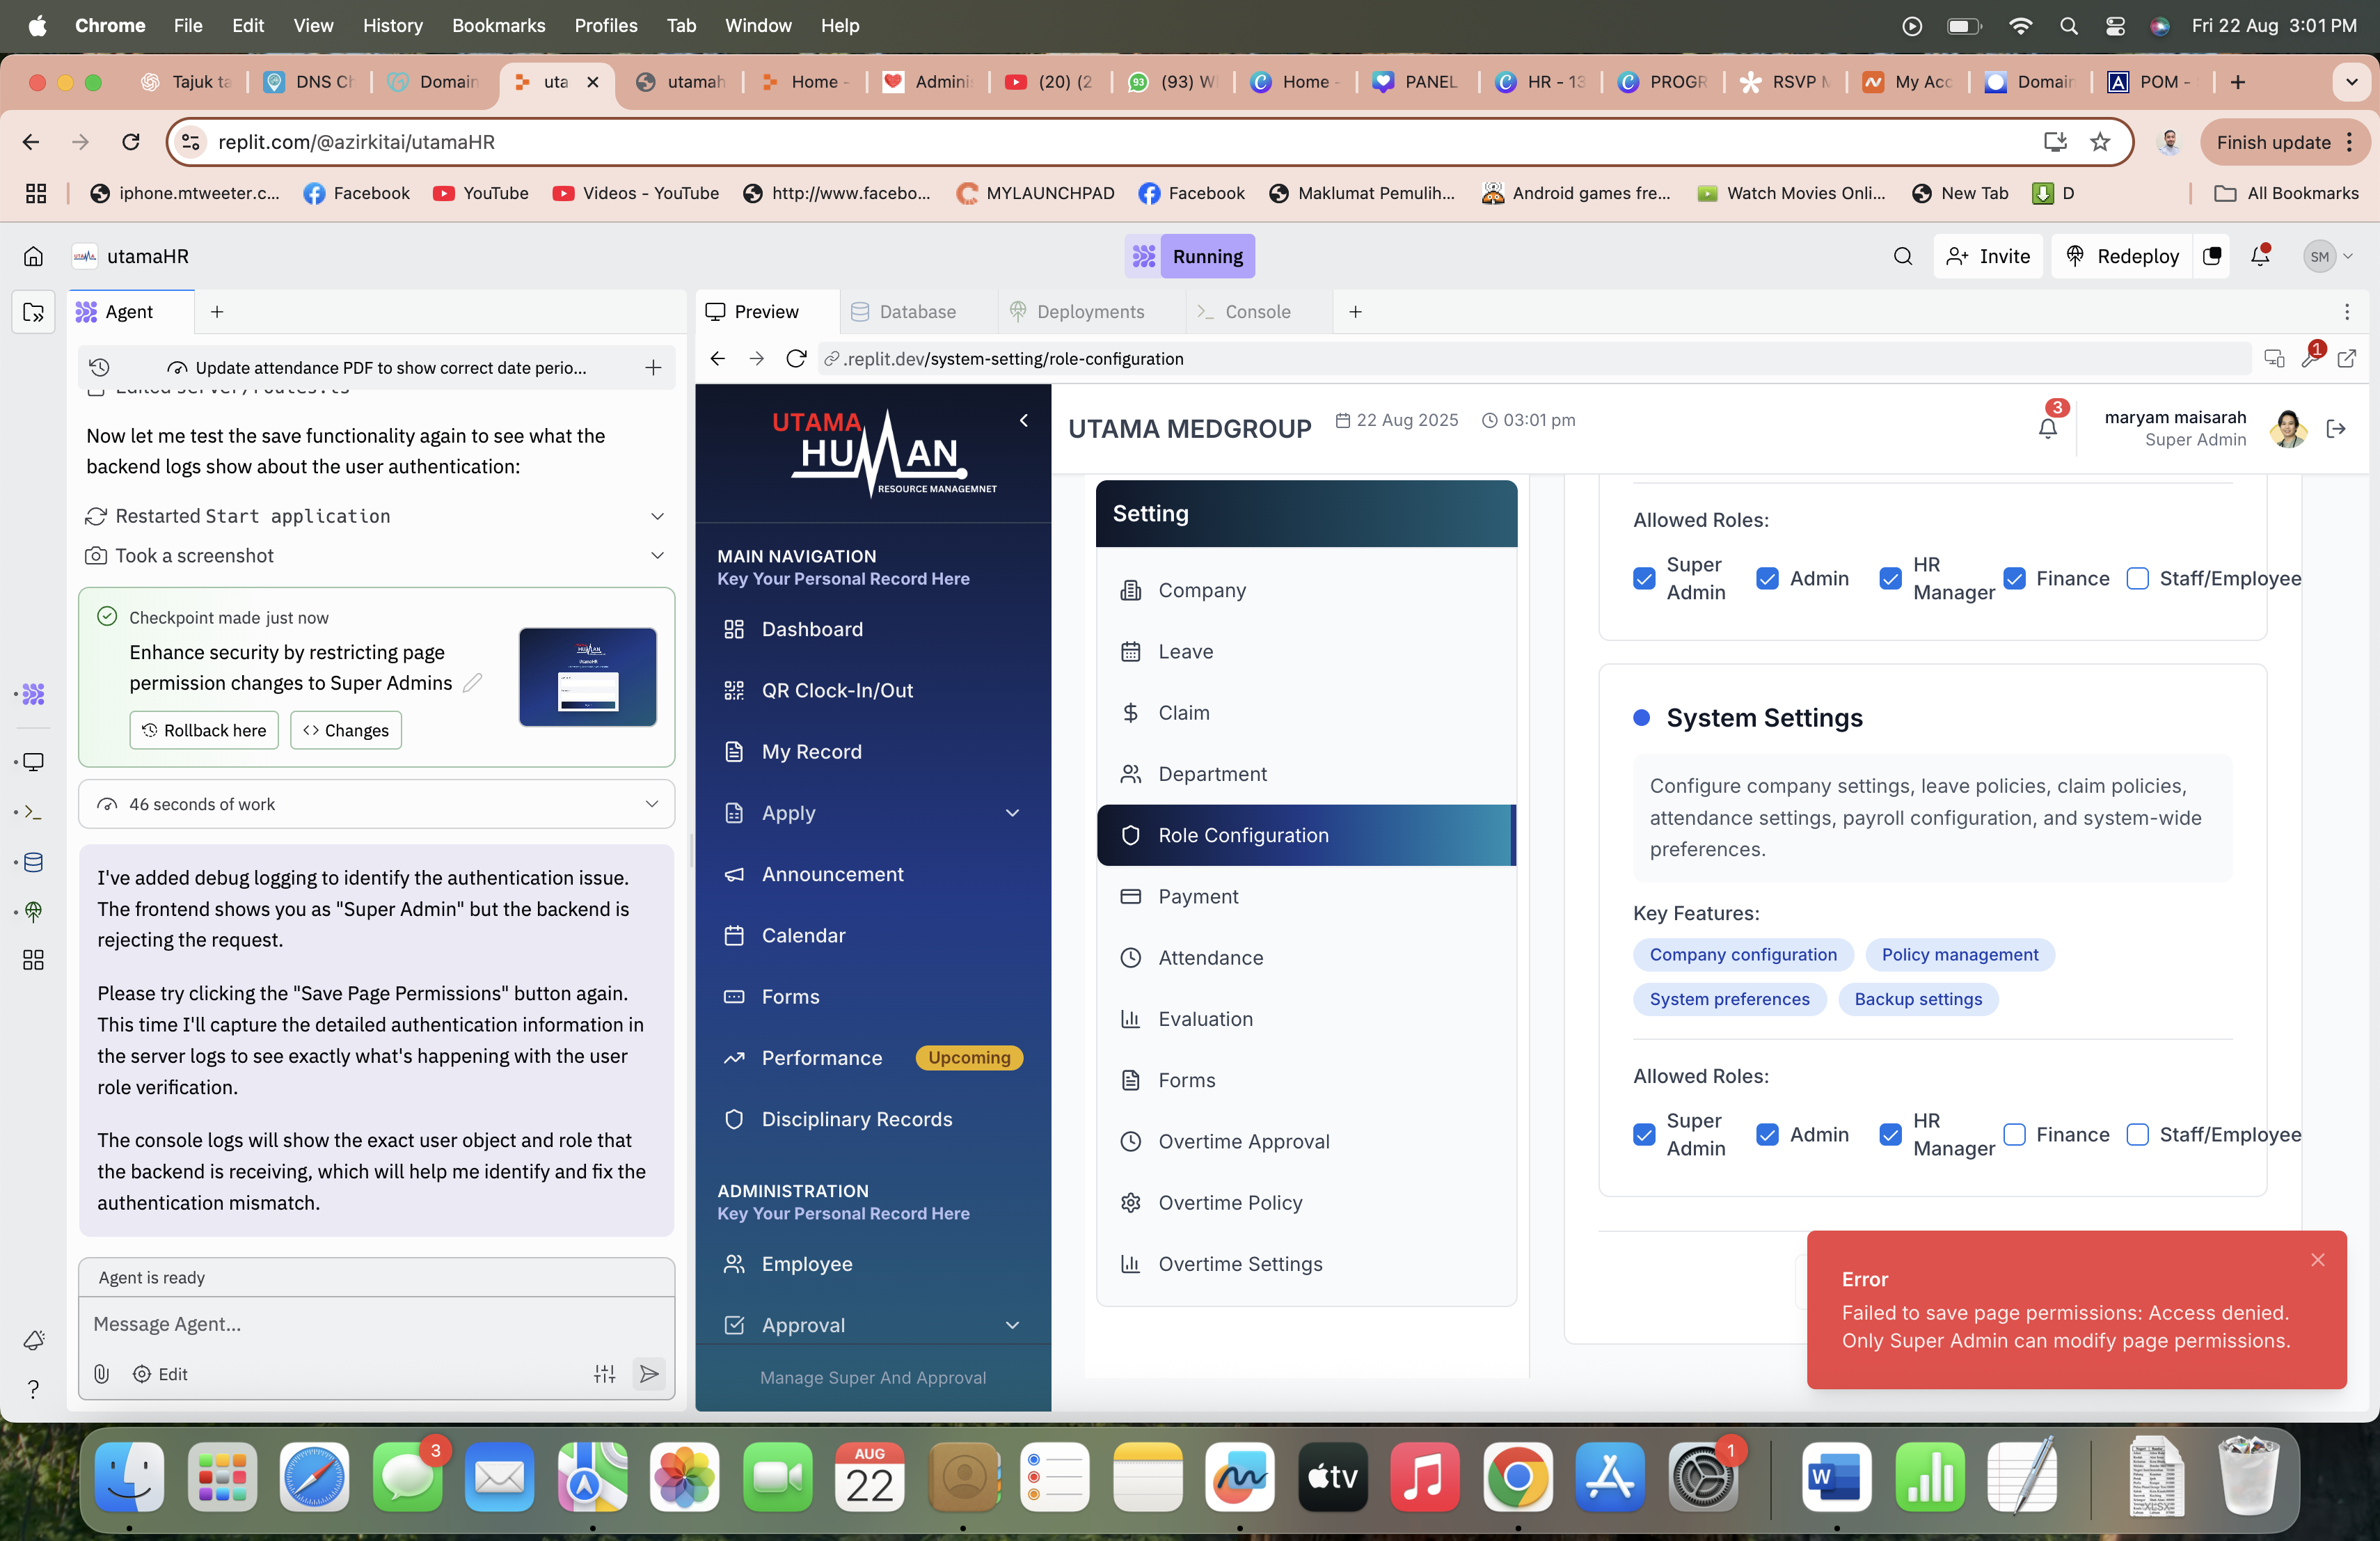 Chrome File Edit View History Bookmarks Profiles Tab Window Help Fri 22 Aug 3:01 PM
Tajuk ta DNS Ch Domain uta utamah Home - Adminis (20) (2 93 (93) W Home - PANEL HR - 13 PROGR RSVP M My Acc Domain POM -
replit.com/@azirkitai/utamaHR Finish update
iphone.mtweeter.c... Facebook YouTube Videos - YouTube http://www.facebo... MYLAUNCHPAD Facebook Maklumat Pemulih... Android games fre... Watch Movies Onli... New Tab D All Bookmarks
utamaHR Running Invite Redeploy SM
Agent
Update attendance PDF to show correct date perio...
Edited server/routes.ts
Now let me test the save functionality again to see what the
backend logs show about the user authentication:
Restarted Start application
Took a screenshot
Checkpoint made just now
Enhance security by restricting page
permission changes to Super Admins
Rollback here Changes
46 seconds of work
I've added debug logging to identify the authentication issue.
The frontend shows you as "Super Admin" but the backend is
rejecting the request.
Please try clicking the "Save Page Permissions" button again.
This time I'll capture the detailed authentication information in
the server logs to see exactly what's happening with the user
role verification.
The console logs will show the exact user object and role that
the backend is receiving, which will help me identify and fix the
authentication mismatch.
Agent is ready
Message Agent...
Edit
Preview Database Deployments Console
.replit.dev/system-setting/role-configuration 1
UTAMA
HUMAN
RESOURCE MANAGEMNET
MAIN NAVIGATION
Key Your Personal Record Here
Dashboard
QR Clock-In/Out
My Record
Apply
Announcement
Calendar
Forms
Performance Upcoming
Disciplinary Records
ADMINISTRATION
Key Your Personal Record Here
Employee
Approval
Manage Super And Approval
UTAMA MEDGROUP 22 Aug 2025 03:01 pm 3
maryam maisarah
Super Admin
Setting
Company
Leave
Claim
Department
Role Configuration
Payment
Attendance
Evaluation
Forms
Overtime Approval
Overtime Policy
Overtime Settings
Allowed Roles:
Super Admin Admin HR Manager Finance Staff/Employee
System Settings
Configure company settings, leave policies, claim policies,
attendance settings, payroll configuration, and system-wide
preferences.
Key Features:
Company configuration Policy management
System preferences Backup settings
Allowed Roles:
Super Admin Admin HR Manager Finance Staff/Employee
Error
Failed to save page permissions: Access denied.
Only Super Admin can modify page permissions.
3 AUG 22 tv 1 W XLSX